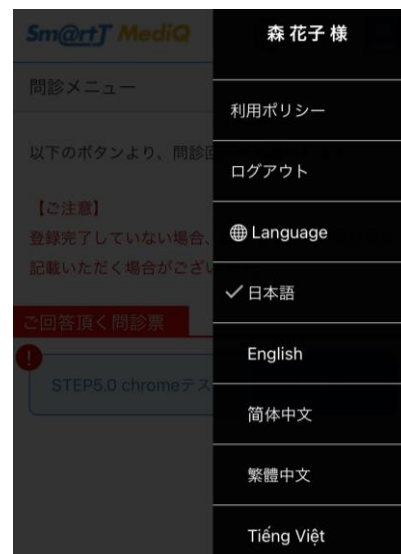 Sm@rtT MediQ
問診メニュー
以下のボタンより、問診回
【ご注意】
登録完了していない場合、
記載いただく場合がござい
ご回答頂く問診票
!
STEP5.0 chromeテス
森 花子 様
利用ポリシー
ログアウト
Language
日本語
English
简体中文
繁體中文
Tiếng Việt